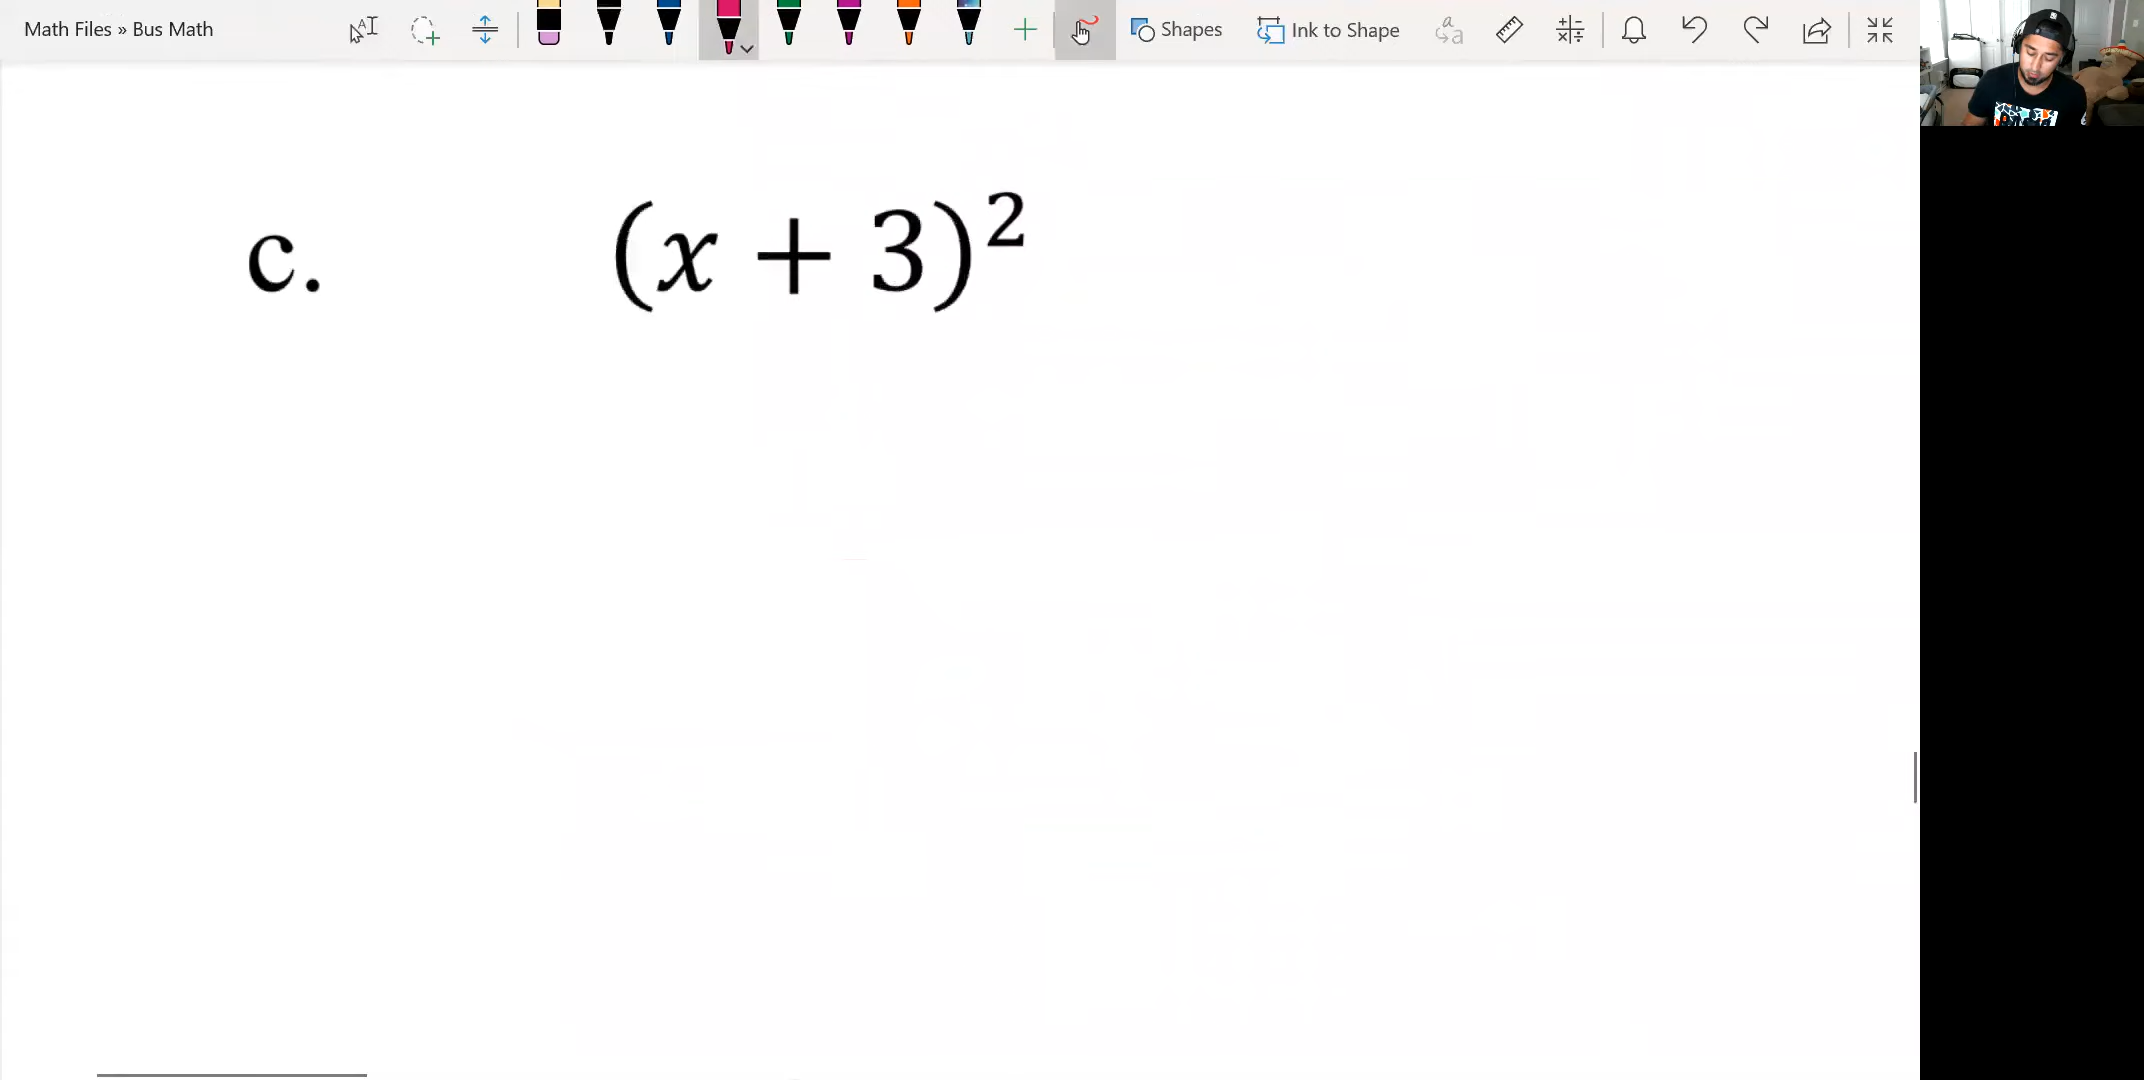 Math Files » Bus Math Shapes Ink to Shape
c. (x + 3)²